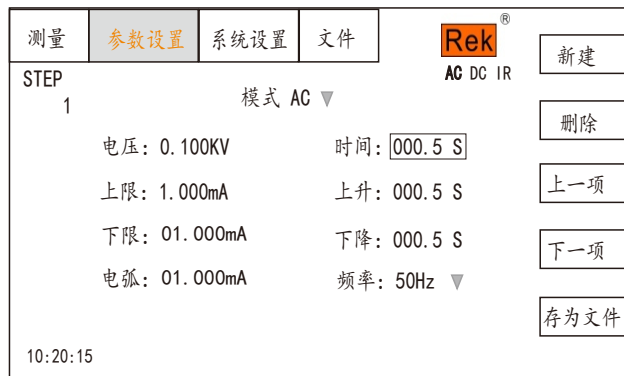 测量 参数设置 系统设置 文件 Rek®
AC DC IR
新建
STEP
1
模式 AC ▼
删除
电压: 0.100KV 时间: 000.5 S
上限: 1.000mA 上升: 000.5 S
上一项
下限: 01.000mA 下降: 000.5 S
下一项
电弧: 01.000mA 频率: 50Hz ▼
存为文件
10:20:15